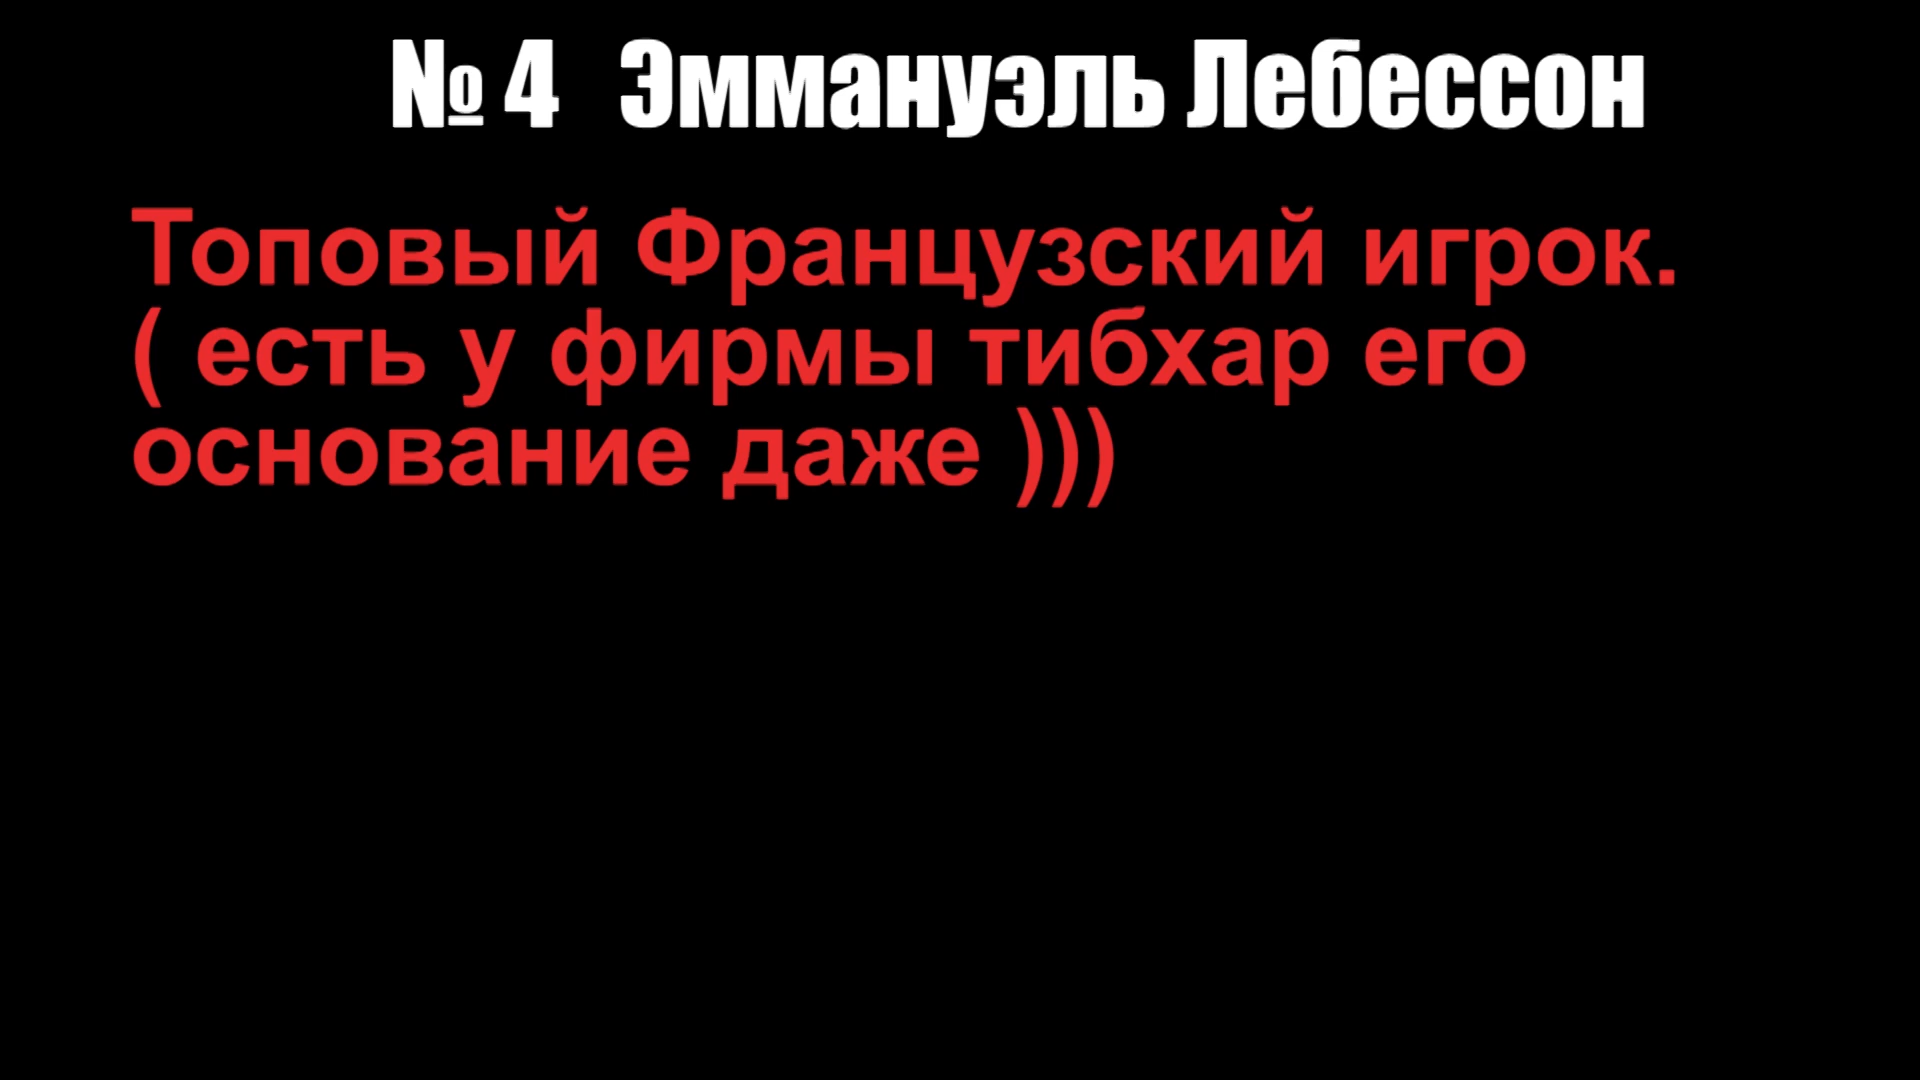 № 4 Эммануэль Лебессон
Топовый Французский игрок.
( есть у фирмы тибхар его
основание даже )))